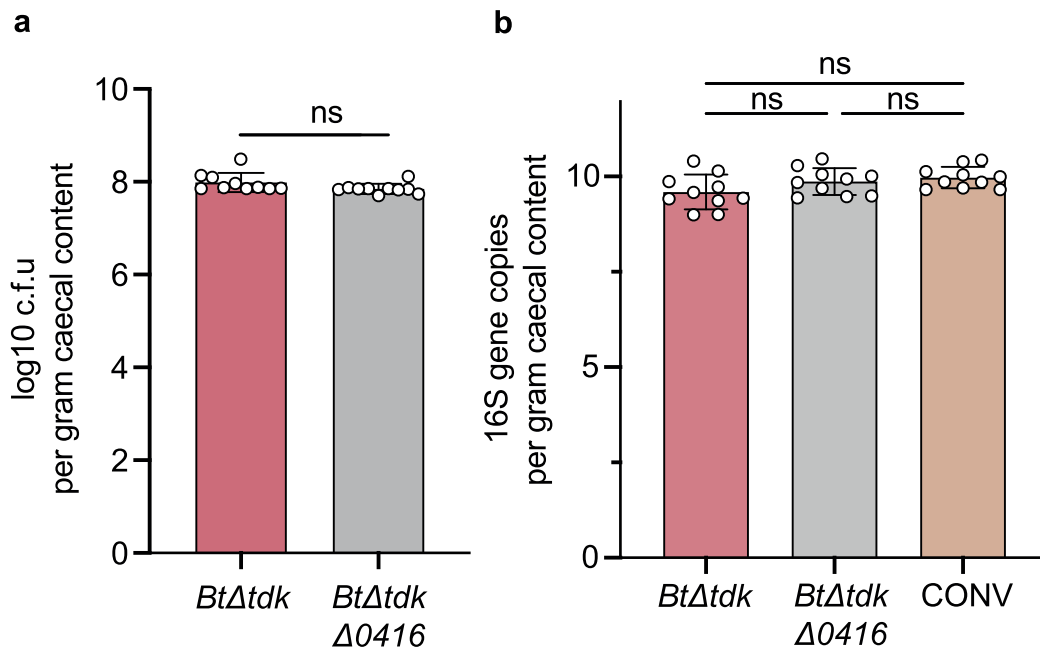 a
log10 c.f.u
per gram caecal content
10
8
6
4
2
0
ns
BtΔtdk
BtΔtdk
Δ0416
b
16S gene copies
per gram caecal content
10
5
0
ns
ns
ns
BtΔtdk
BtΔtdk
Δ0416
CONV